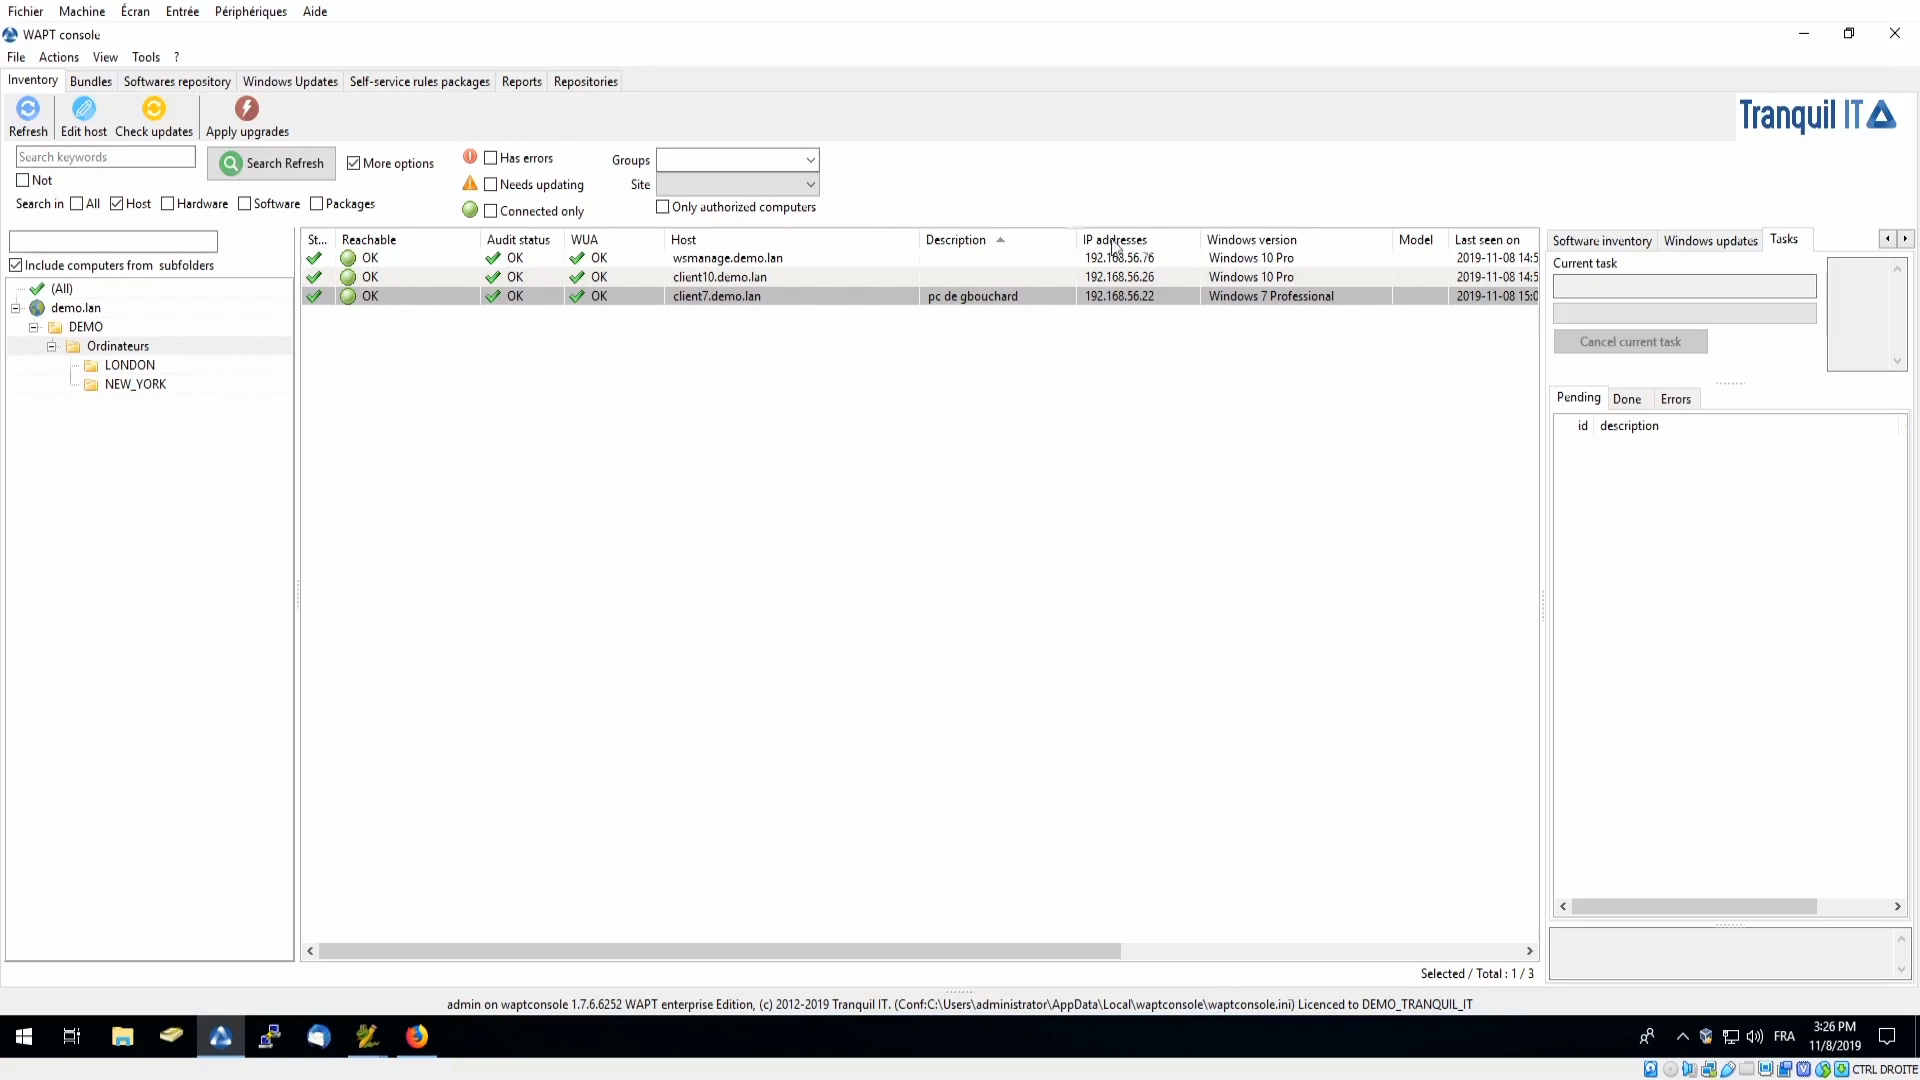 Fichier Machine Écran Entrée Périphériques Aide
WAPT console
File Actions View Tools ?
Inventory Bundles Softwares repository Windows Updates Self-service rules packages Reports Repositories
Refresh Edit host Check updates Apply upgrades
Tranquil IT
Search keywords
Search Refresh
More options
Has errors
Groups
Not
Needs updating
Site
Search in All Host Hardware Software Packages
Connected only
Only authorized computers
Include computers from subfolders
(All)
demo.lan
DEMO
Ordinateurs
LONDON
NEW_YORK
St... Reachable Audit status WUA Host Description IP addresses Windows version Model Last seen on
OK OK OK wsmanage.demo.lan 192.168.56.76 Windows 10 Pro 2019-11-08 14:5
OK OK OK client10.demo.lan 192.168.56.26 Windows 10 Pro 2019-11-08 14:5
OK OK OK client7.demo.lan pc de gbouchard 192.168.56.22 Windows 7 Professional 2019-11-08 15:0
Selected / Total : 1 / 3
Software inventory Windows updates Tasks
Current task
Cancel current task
Pending Done Errors
id description
admin on waptconsole 1.7.6.6252 WAPT enterprise Edition, (c) 2012-2019 Tranquil IT. (Conf:C:\Users\administrator\AppData\Local\waptconsole\waptconsole.ini) Licenced to DEMO_TRANQUIL_IT
FRA
3:26 PM
11/8/2019
CTRL DROITE